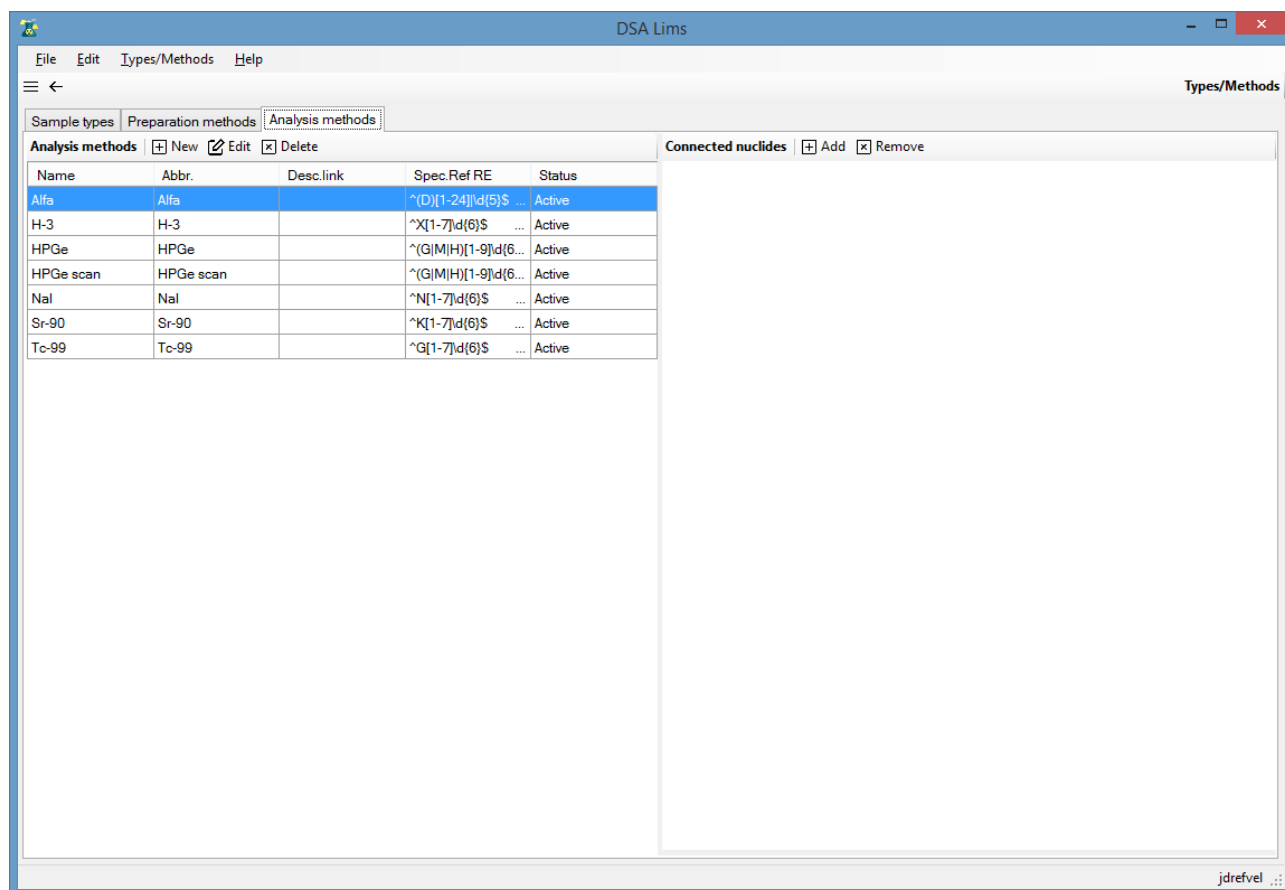 DSA Lims
File Edit Types/Methods Help
Types/Methods
Sample types Preparation methods Analysis methods
Analysis methods New Edit Delete Connected nuclides Add Remove
Name Abbr. Desc.link Spec.Ref RE Status
Alfa Alfa ^(D)[1-24]|\d{5}$ ... Active
H-3 H-3 ^X[1-7]\d{6}$ ... Active
HPGe HPGe ^(G|M|H)[1-9]\d{6... Active
HPGe scan HPGe scan ^(G|M|H)[1-9]\d{6... Active
NaI NaI ^N[1-7]\d{6}$ ... Active
Sr-90 Sr-90 ^K[1-7]\d{6}$ ... Active
Tc-99 Tc-99 ^G[1-7]\d{6}$ ... Active
jdrefvel